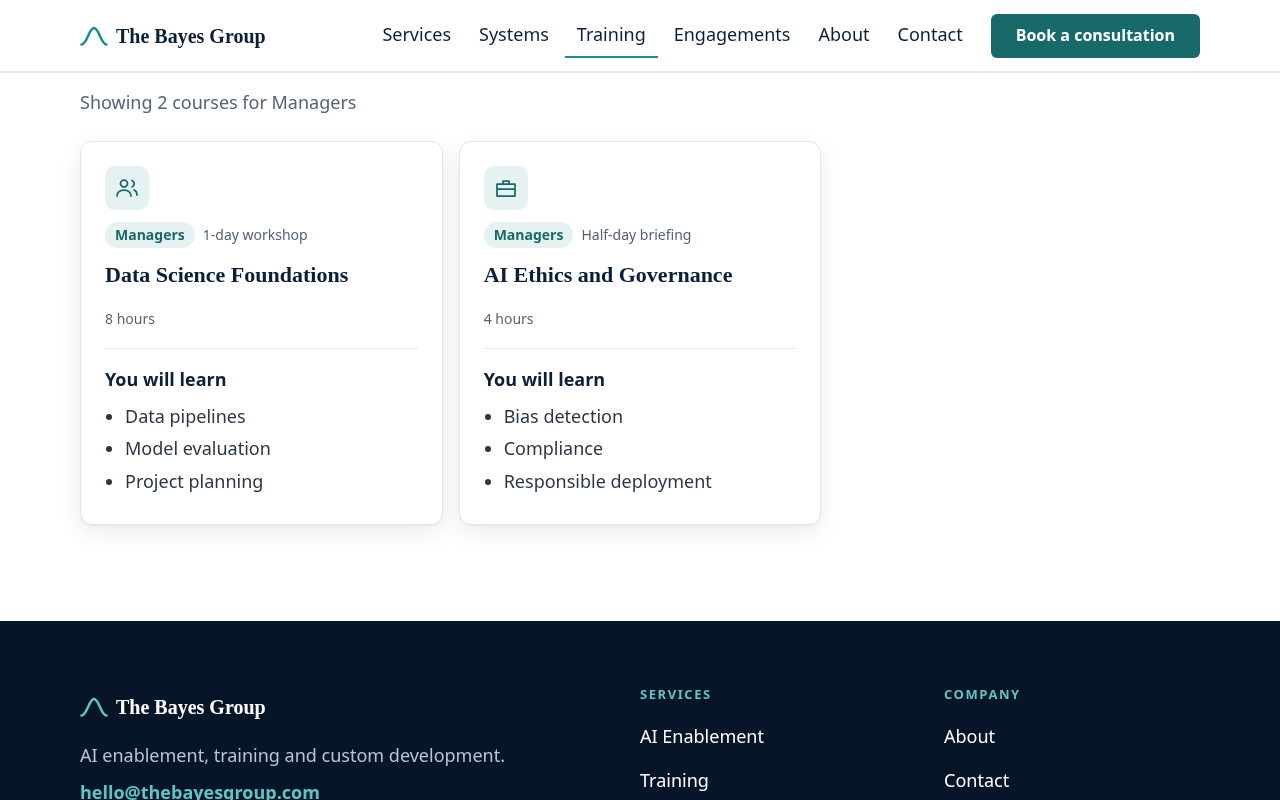 The Bayes Group
Services
Systems
Training
Engagements
About
Contact
Book a consultation
Showing 2 courses for Managers
Managers
1-day workshop
Data Science Foundations
8 hours
You will learn
Data pipelines
Model evaluation
Project planning
Managers
Half-day briefing
AI Ethics and Governance
4 hours
You will learn
Bias detection
Compliance
Responsible deployment
The Bayes Group
AI enablement, training and custom development.
hello@thebayesgroup.com
SERVICES
AI Enablement
Training
COMPANY
About
Contact